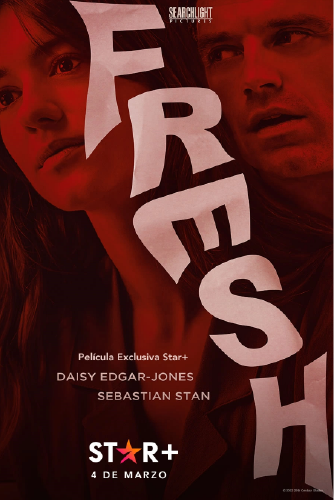 SEARCHLIGHT
PICTURES
FRESH
Película Exclusiva Star+
DAISY EDGAR-JONES
SEBASTIAN STAN
STAR+
4 DE MARZO